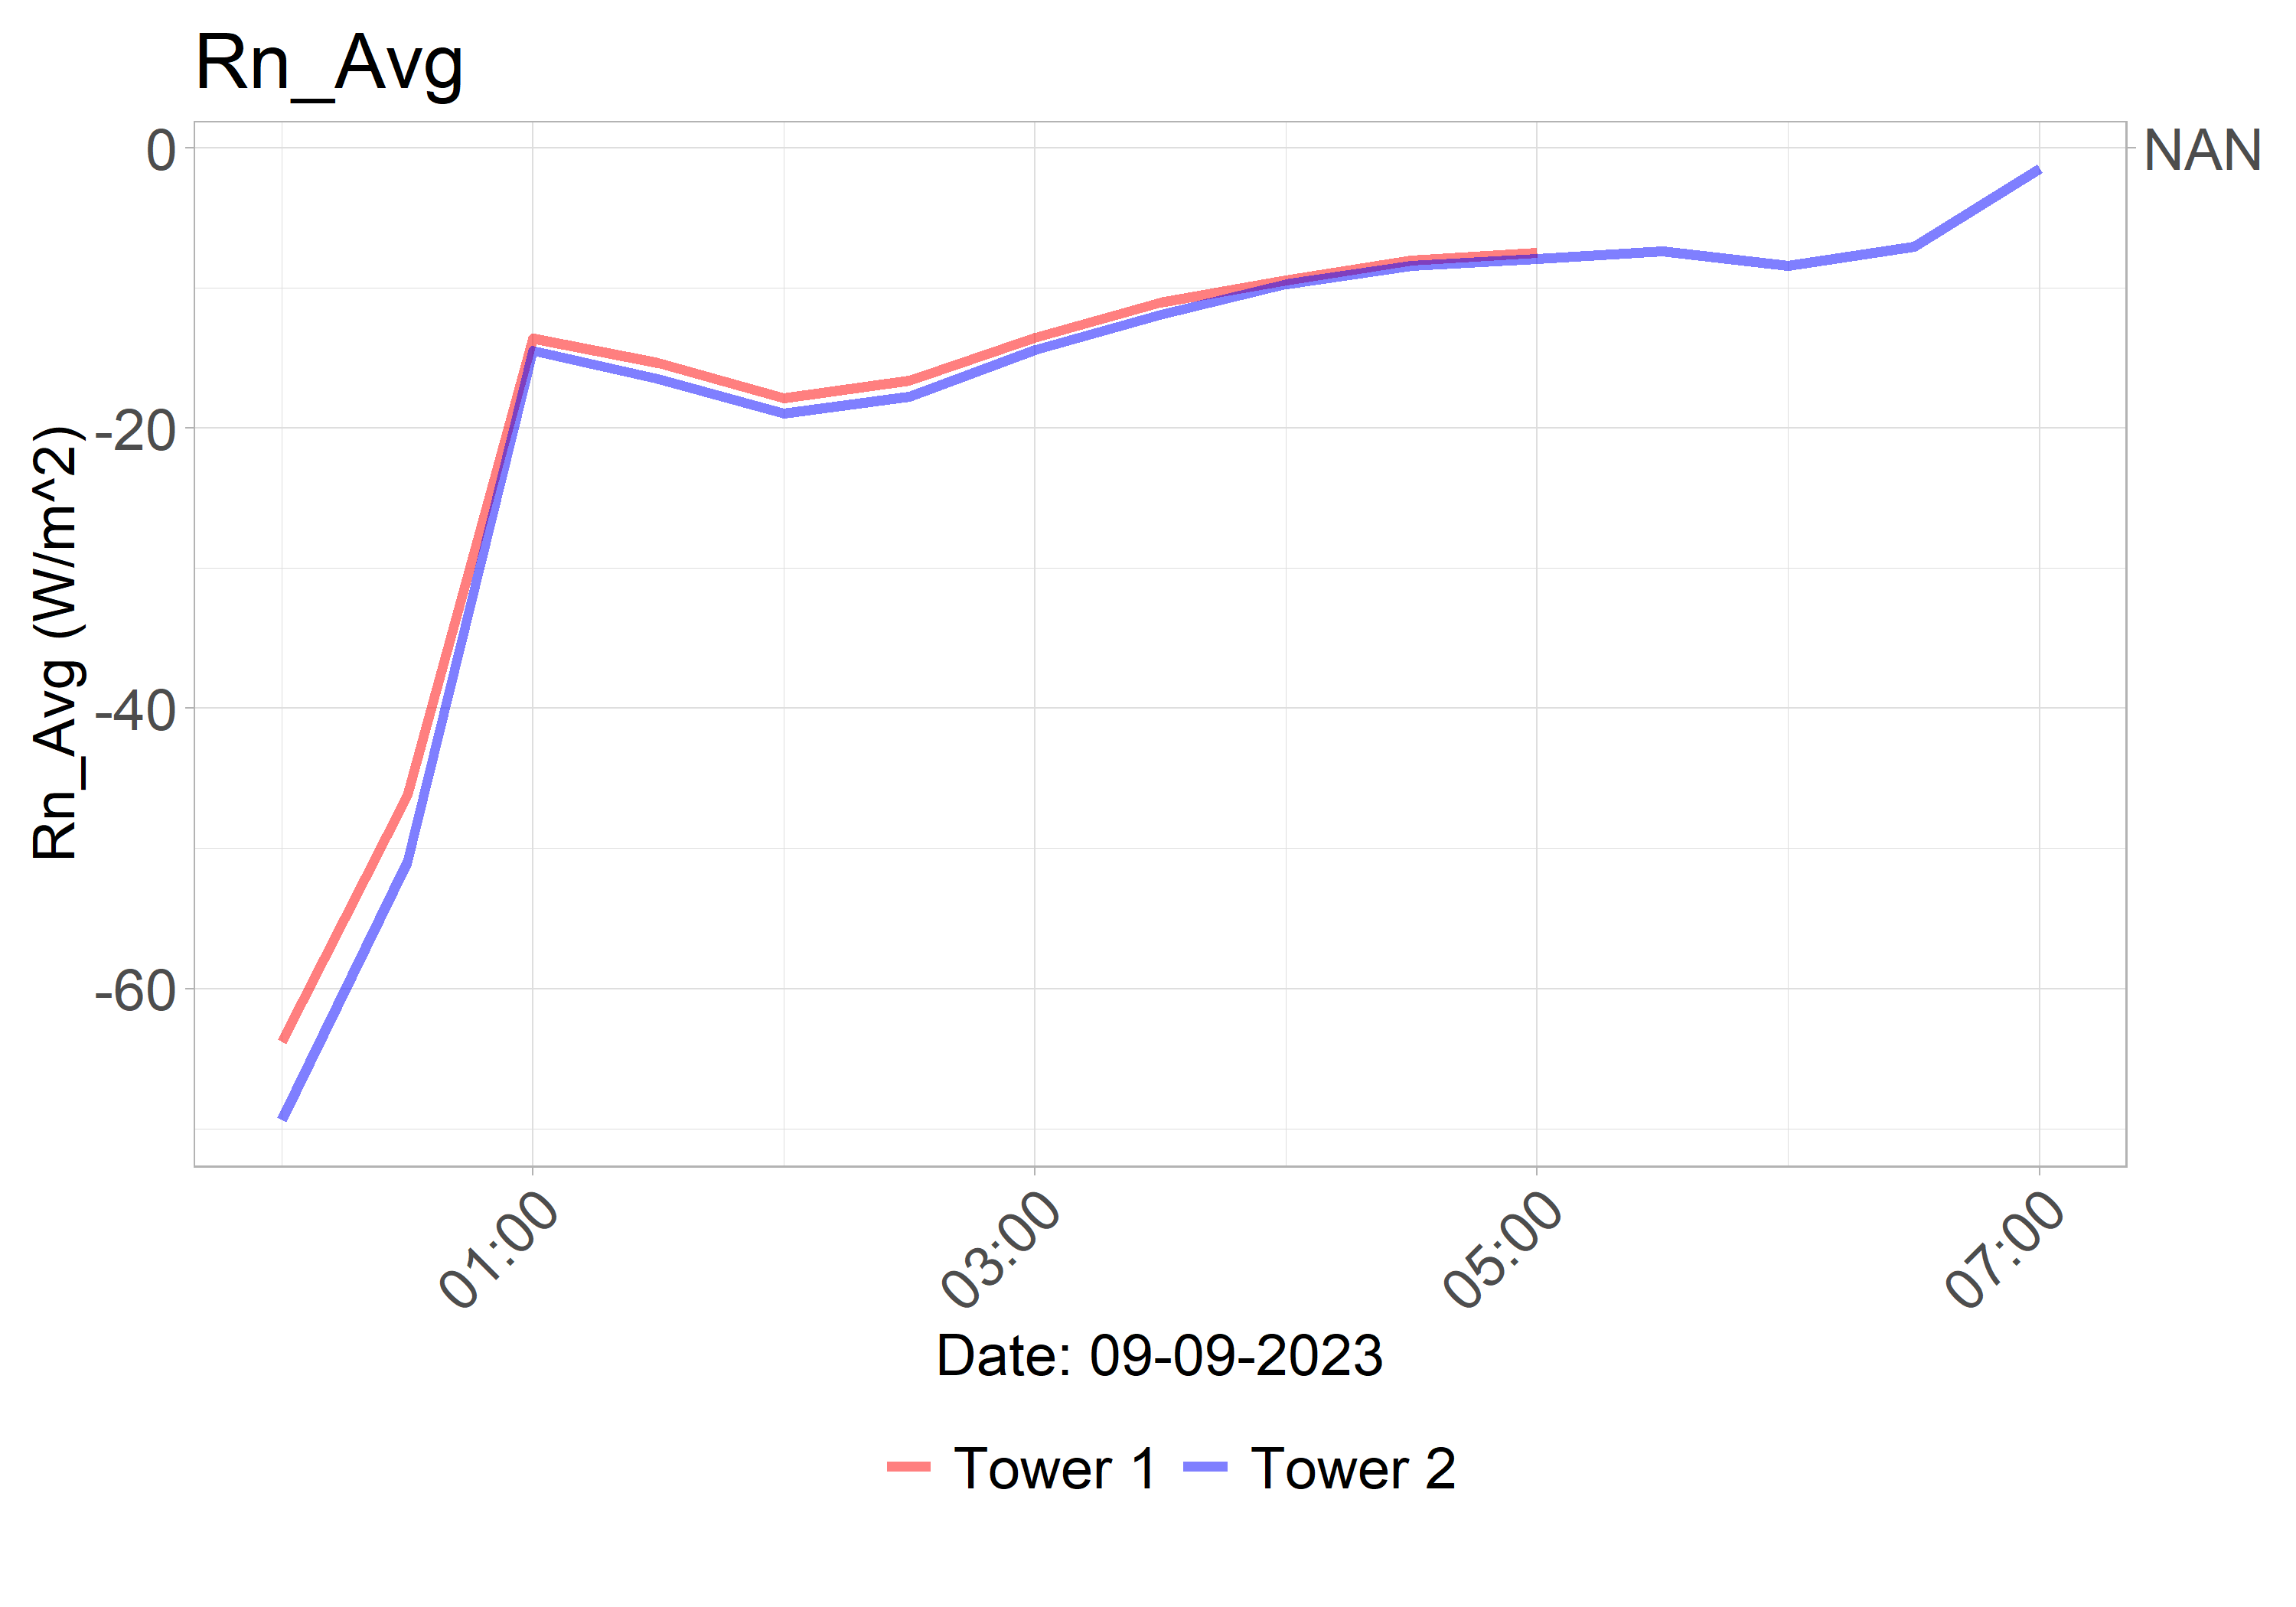 Rn_Avg
0
NAN
-20
-40
-60
Rn_Avg (W/m^2)
01:00
03:00
05:00
07:00
Date: 09-09-2023
Tower 1
Tower 2